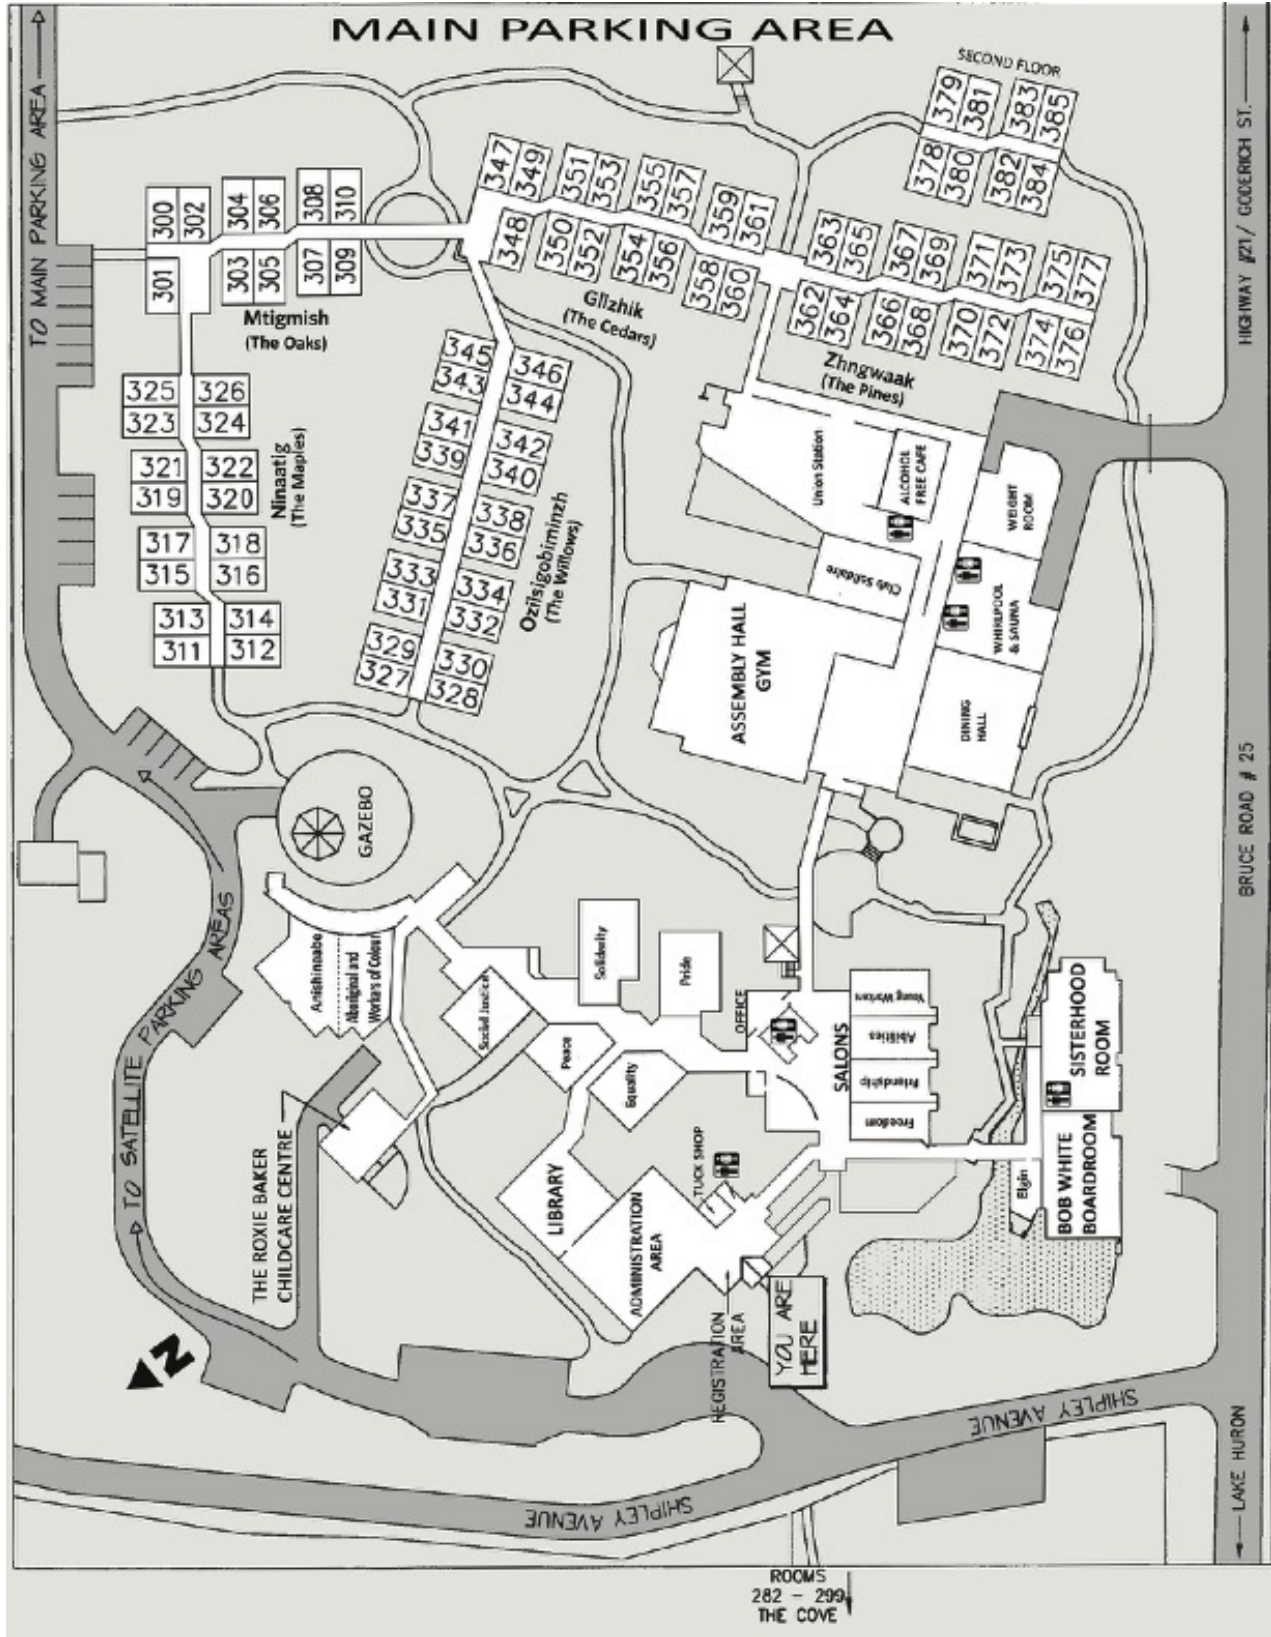 MAIN PARKING AREA
TO MAIN PARKING AREA
SECOND FLOOR
379
381
383
385
378
380
382
384
HIGHWAY #21/ GODERICH ST.
300
302
304
306
308
310
301
303
305
307
309
Mtigmish
(The Oaks)
347
349
351
353
355
357
359
361
348
350
352
354
356
358
360
GIIzhik
(The Cedars)
363
365
367
369
371
373
375
377
362
364
366
368
370
372
374
376
Zhngwaak
(The Pines)
325
326
323
324
321
322
319
320
317
318
315
316
313
314
311
312
Ninaatig
(The Maples)
345
346
343
344
341
342
339
340
337
338
335
336
333
334
331
332
329
330
327
328
Ozilsigobiminzh
(The Willows)
Union Station
ALCOHOL
FREE CAFE
WEIGHT
ROOM
Club Solidaire
WHIRLPOOL
& SAUNA
ASSEMBLY HALL
GYM
DINING
HALL
BRUCE ROAD # 25
GAZEBO
TO SATELLITE PARKING AREAS
Anishinaabe
Aboriginal and
Workers of Colour
Social Justice
Solidarity
Pride
Peace
Equality
OFFICE
SALONS
Young Workers
Abilities
Friendship
Freedom
SISTERHOOD
ROOM
BOB WHITE
BOARDROOM
Elgin
THE ROXIE BAKER
CHILDCARE CENTRE
LIBRARY
TUCK SHOP
ADMINISTRATION
AREA
REGISTRATION
AREA
YOU ARE
HERE
N
SHIPLEY AVENUE
SHIPLEY AVENUE
LAKE HURON
ROOMS
282 - 299
THE COVE